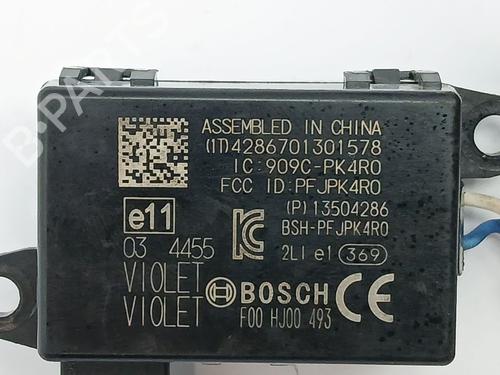 ASSEMBLED IN CHINA
(1T)4286701301578
IC:909C-PK4R0
FCC ID:PFJPK4R0
(P)13504286
BSH-PFJPK4R0
2LI e1 369
e11
03 4455
VIOLET
VIOLET
BOSCH CE
F00 HJ00 493
B-PARTS